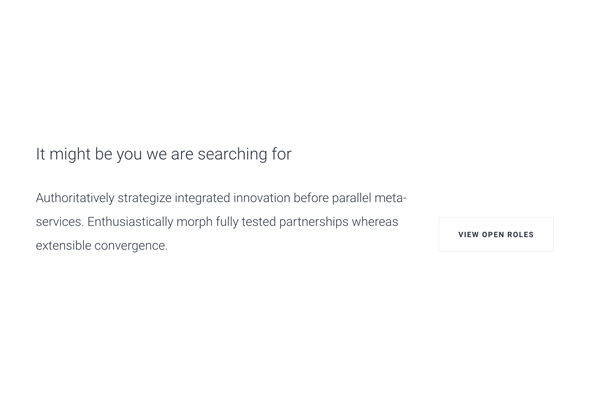 It might be you we are searching for
Authoritatively strategize integrated innovation before parallel meta-
services. Enthusiastically morph fully tested partnerships whereas
extensible convergence.
VIEW OPEN ROLES